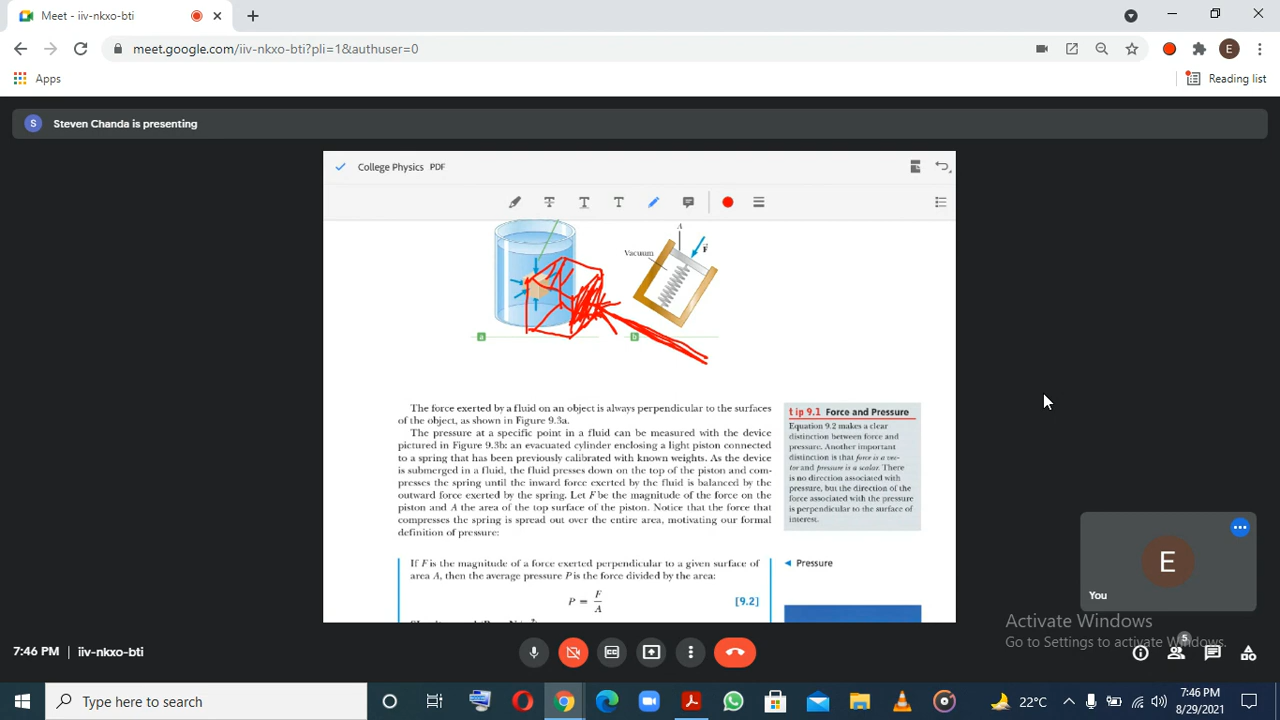 Meet - iiv-nkxo-bti
meet.google.com/iiv-nkxo-bti?pli=1&authuser=0
E
Apps
Reading list
S
Steven Chanda is presenting
College Physics PDF
A
Vacuum
F
a
b
The force exerted by a fluid on an object is always perpendicular to the surfaces
of the object, as shown in Figure 9.3a.
The pressure at a specific point in a fluid can be measured with the device
pictured in Figure 9.3b: an evacuated cylinder enclosing a light piston connected
to a spring that has been previously calibrated with known weights. As the device
is submerged in a fluid, the fluid presses down on the top of the piston and com-
presses the spring until the inward force exerted by the fluid is balanced by the
outward force exerted by the spring. Let F be the magnitude of the force on the
piston and A the area of the top surface of the piston. Notice that the force that
compresses the spring is spread out over the entire area, motivating our formal
definition of pressure:
t ip 9.1 Force and Pressure
Equation 9.2 makes a clear
distinction between force and
pressure. Another important
distinction is that force is a vec-
tor and pressure is a scalar. There
is no direction associated with
pressure, but the direction of the
force associated with the pressure
is perpendicular to the surface of
interest.
If F is the magnitude of a force exerted perpendicular to a given surface of
area A, then the average pressure P is the force divided by the area:
P = F/A [9.2]
Pressure
E
You
Activate Windows
Go to Settings to activate Windows.
7:46 PM | iiv-nkxo-bti
5
Type here to search
22°C
7:46 PM
8/29/2021